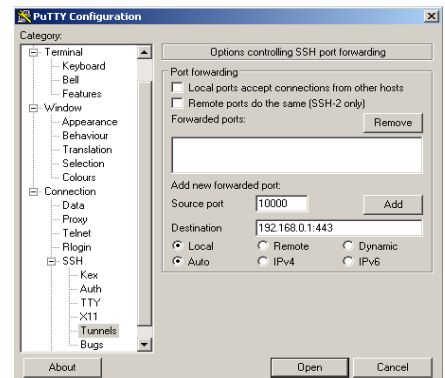 PuTTY Configuration
Category:
Terminal
Keyboard
Bell
Features
Window
Appearance
Behaviour
Translation
Selection
Colours
Connection
Data
Proxy
Telnet
Rlogin
SSH
Kex
Auth
TTY
X11
Tunnels
Bugs
Options controlling SSH port forwarding
Port forwarding
Local ports accept connections from other hosts
Remote ports do the same (SSH-2 only)
Forwarded ports:
Remove
Add new forwarded port:
Source port 10000 Add
Destination 192.168.0.1:443
Local Remote Dynamic
Auto IPv4 IPv6
About Open Cancel